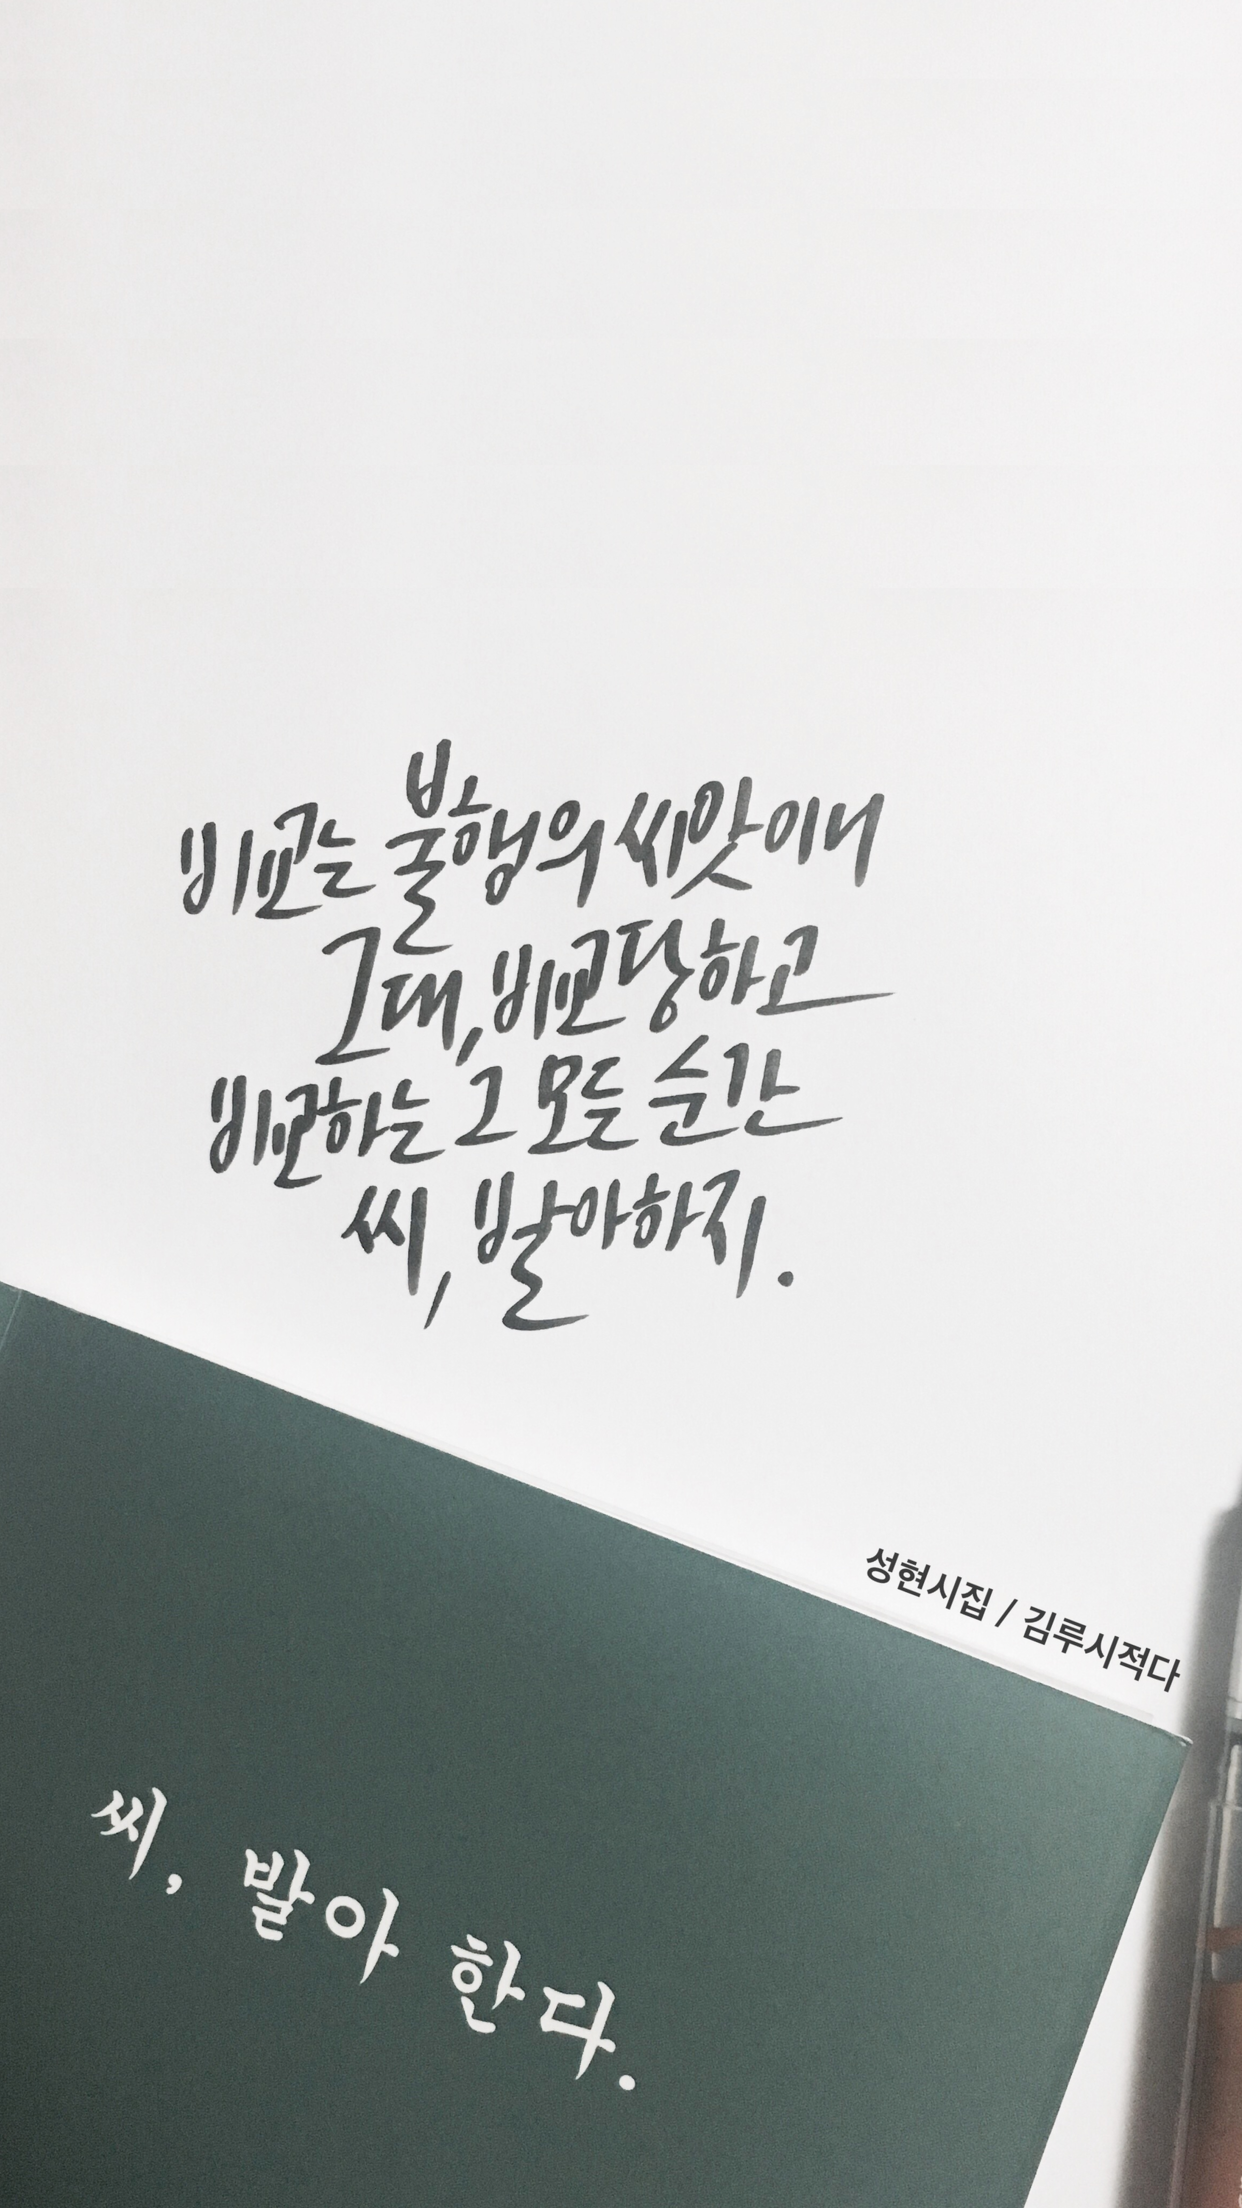 비교는 불행의 씨앗이니
그대, 비교당하고
비교하는 그 모든 순간
씨, 발아하지.
성현시집 / 김루시적다
씨, 발아 한다.